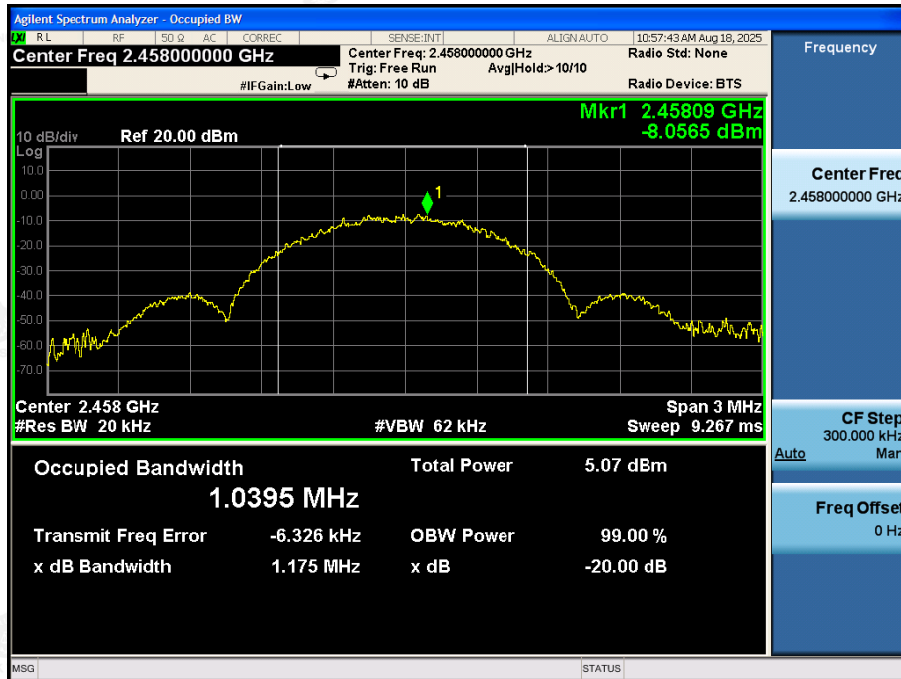 Agilent Spectrum Analyzer - Occupied BW
LXI RL RF 50 Ω AC CORREC SENSE:INT ALIGN AUTO 10:57:43 AM Aug 18, 2025
Center Freq 2.458000000 GHz Center Freq: 2.458000000 GHz Radio Std: None
Trig: Free Run Avg|Hold:>10/10
#IFGain:Low #Atten: 10 dB Radio Device: BTS
Frequency
Mkr1 2.45809 GHz
-8.0565 dBm
10 dB/div Ref 20.00 dBm
Log
10.0
0.00
-10.0
-20.0
-30.0
-40.0
-50.0
-60.0
-70.0
1
Center Freq
2.458000000 GHz
Center 2.458 GHz Span 3 MHz
#Res BW 20 kHz #VBW 62 kHz Sweep 9.267 ms
CF Step
300.000 kHz
Auto Man
Occupied Bandwidth Total Power 5.07 dBm
1.0395 MHz
Transmit Freq Error -6.326 kHz OBW Power 99.00 %
x dB Bandwidth 1.175 MHz x dB -20.00 dB
Freq Offset
0 Hz
MSG STATUS